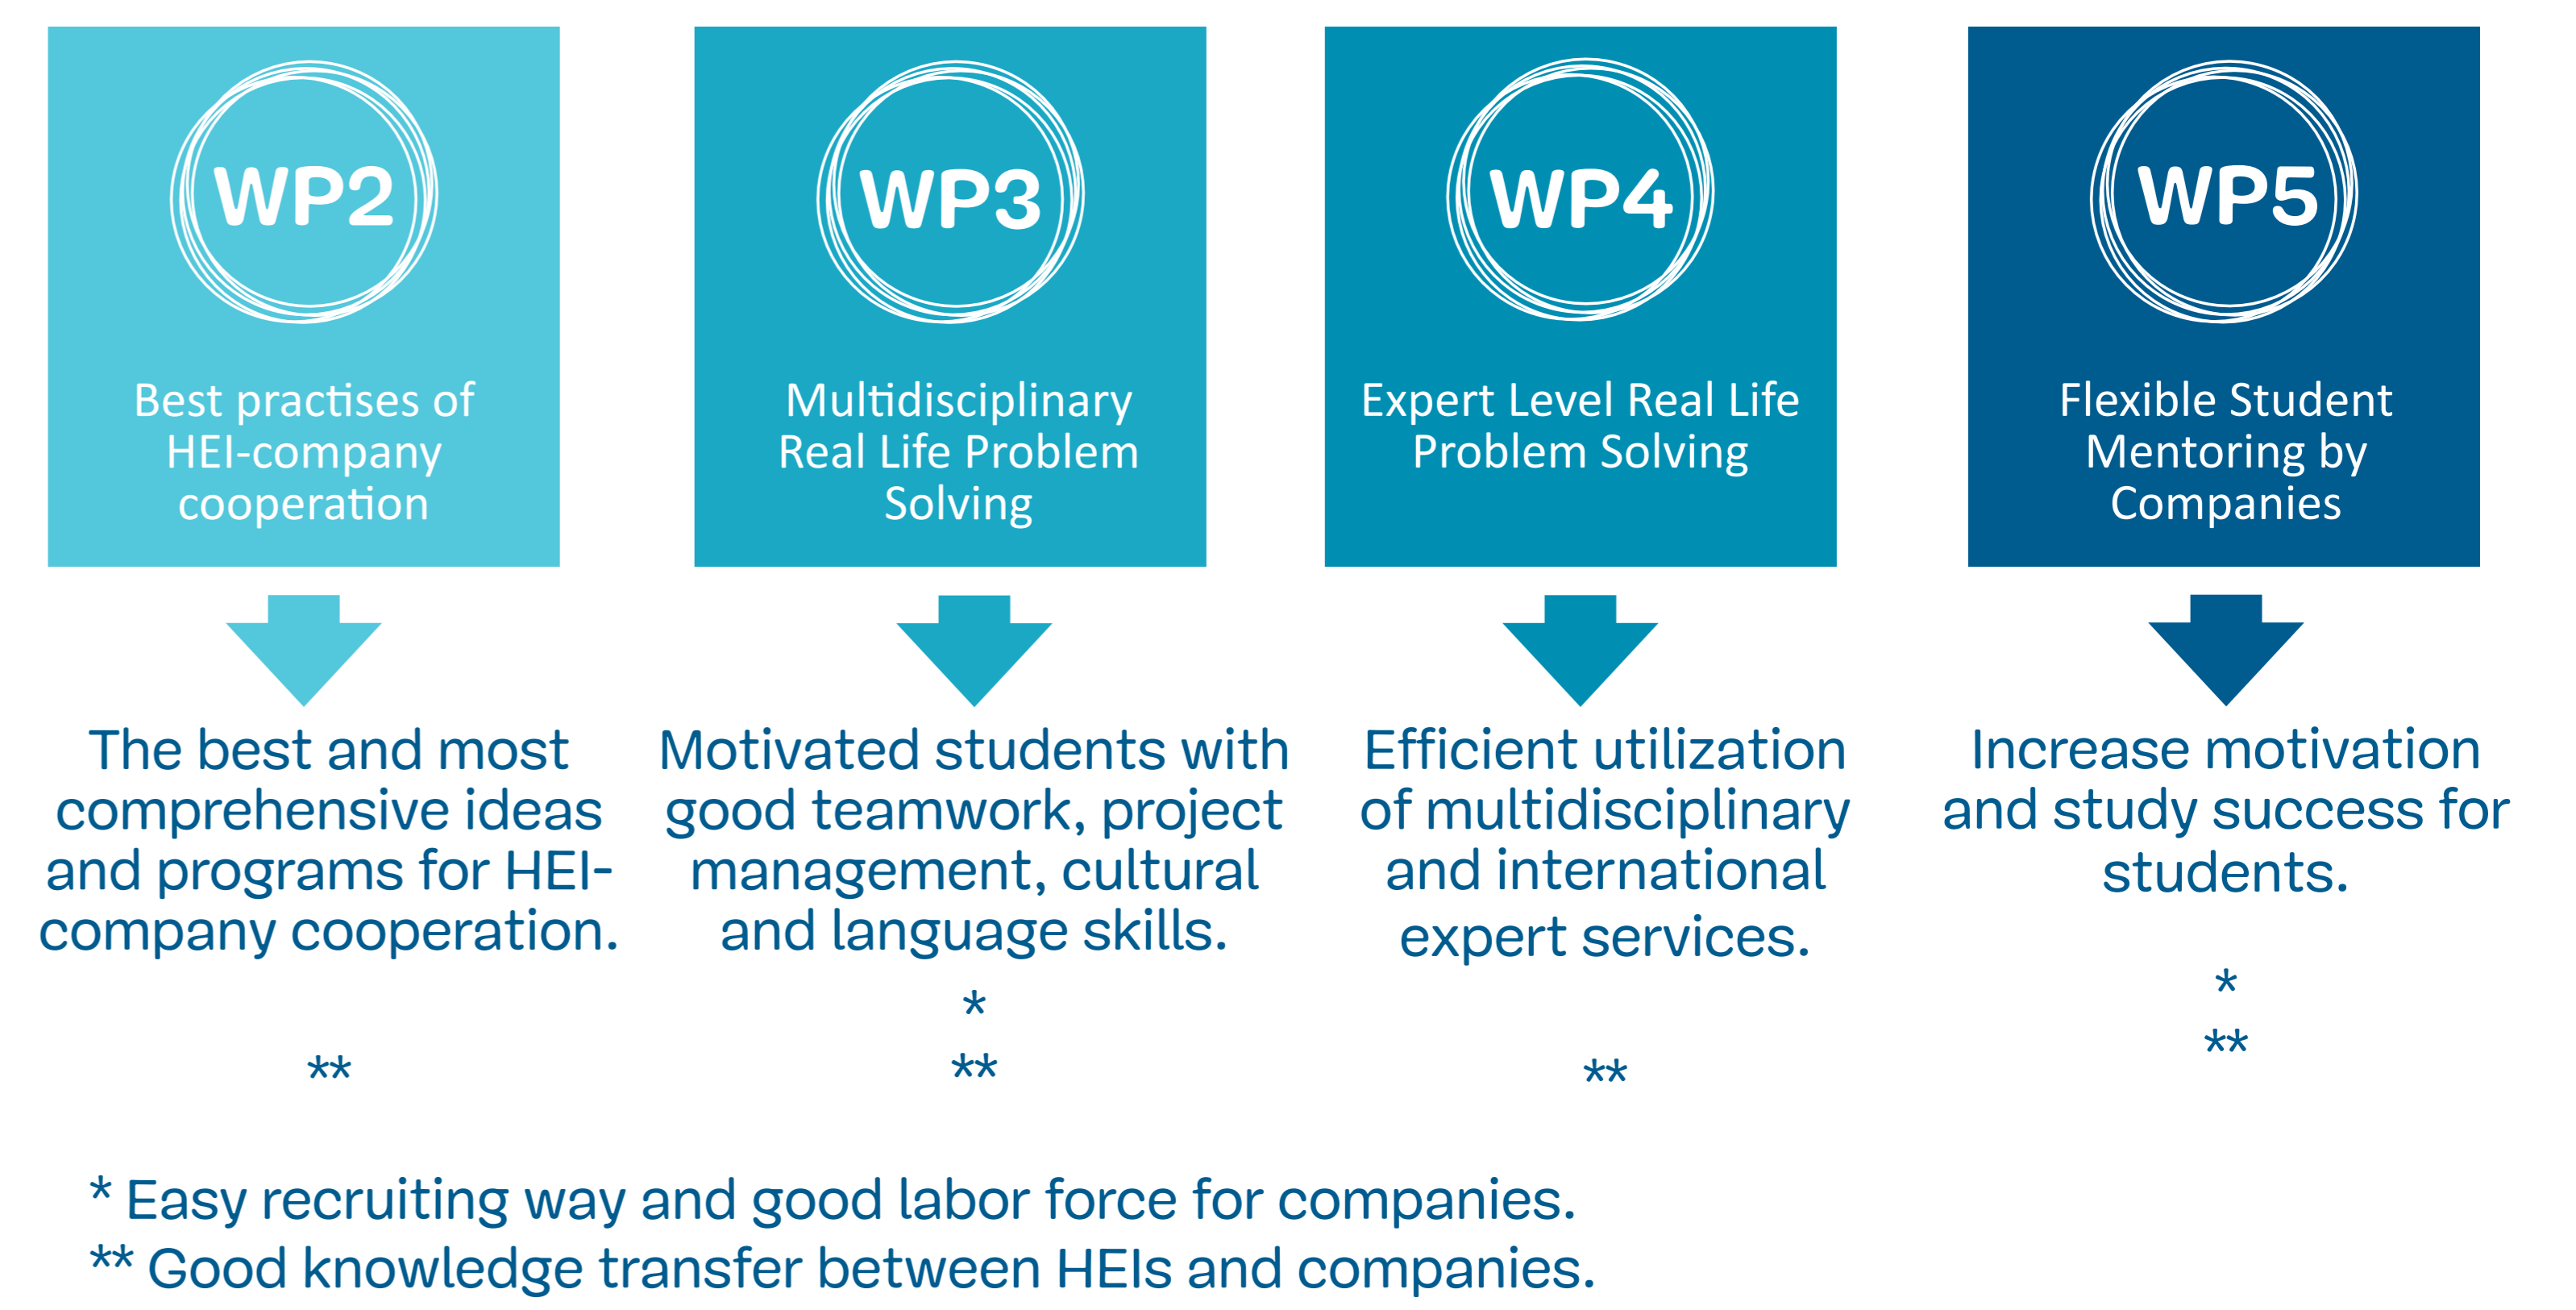 WP2
Best practises of
HEI-company
cooperation
The best and most
comprehensive ideas
and programs for HEI-
company cooperation.
**
WP3
Multidisciplinary
Real Life Problem
Solving
Motivated students with
good teamwork, project
management, cultural
and language skills.
*
**
WP4
Expert Level Real Life
Problem Solving
Efficient utilization
of multidisciplinary
and international
expert services.
**
WP5
Flexible Student
Mentoring by
Companies
Increase motivation
and study success for
students.
*
**
* Easy recruiting way and good labor force for companies.
** Good knowledge transfer between HEIs and companies.